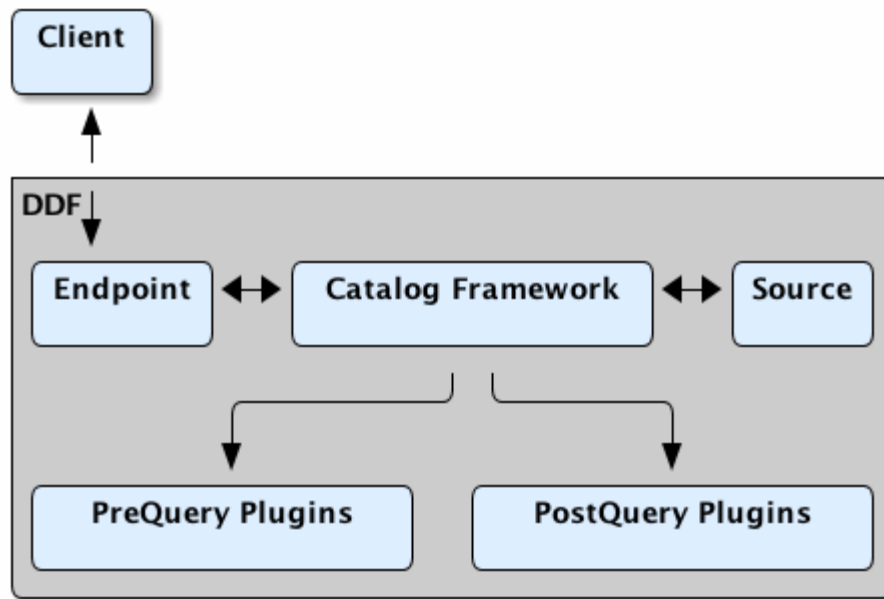 Client
DDF
Endpoint
Catalog Framework
Source
PreQuery Plugins
PostQuery Plugins